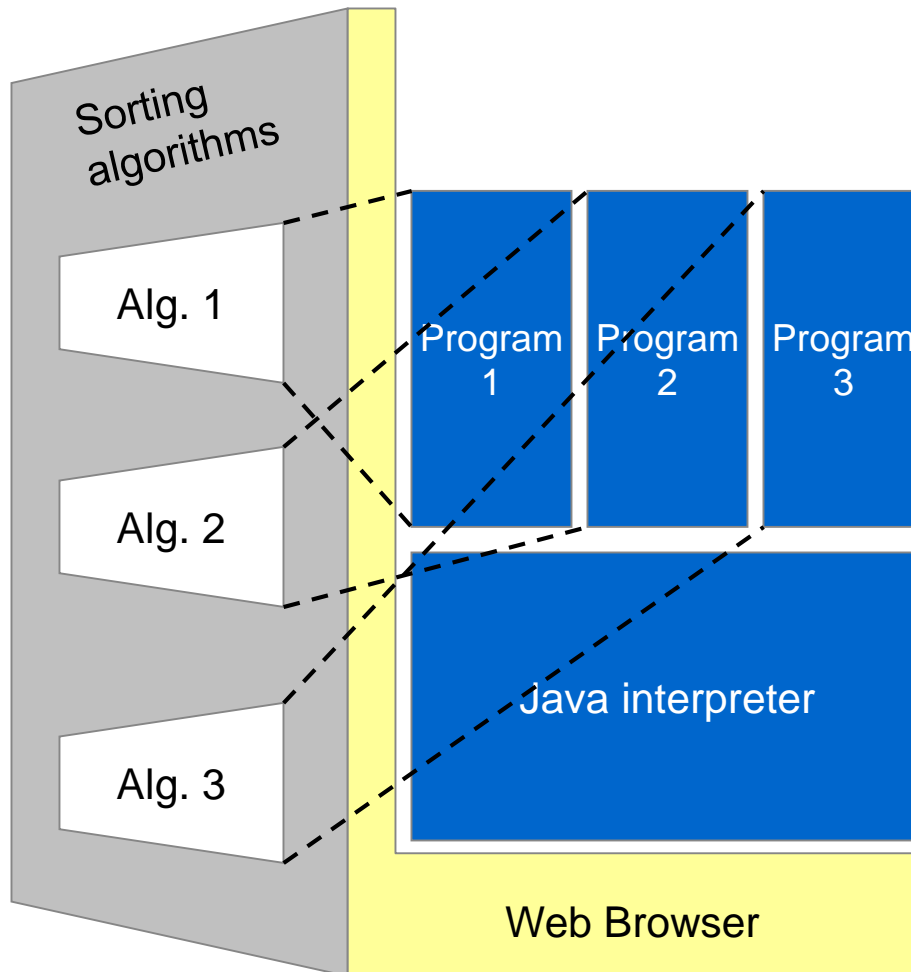 Sorting
algorithms
Alg. 1
Program
1
Program
2
Program
3
Alg. 2
Java interpreter
Alg. 3
Web Browser